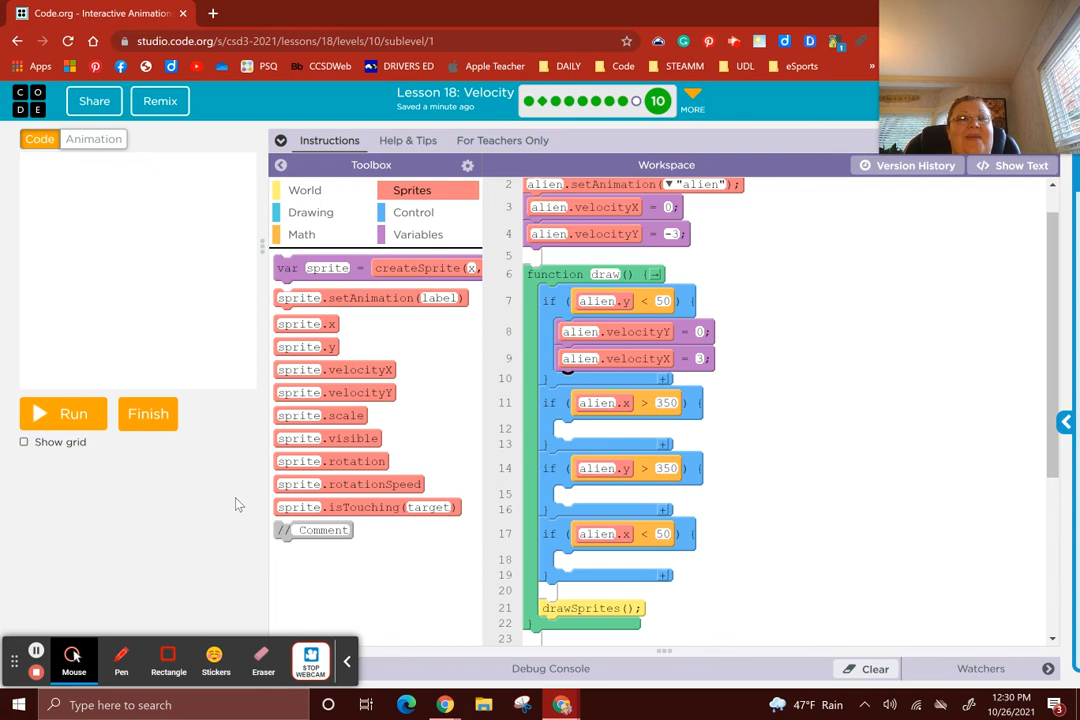 Code.org - Interactive Animation
studio.code.org/s/csd3-2021/lessons/18/levels/10/sublevel/1
Apps
PSQ
Bb CCSDWeb
DRIVERS ED
Apple Teacher
DAILY
Code
STEAMM
UDL
eSports
»
C O
D E
Share
Remix
Lesson 18: Velocity
Saved a minute ago
10
MORE
Code
Animation
Instructions
Help & Tips
For Teachers Only
Toolbox
Workspace
Version History
</> Show Text
World
Sprites
Drawing
Control
Math
Variables
var sprite = createSprite(x,
sprite.setAnimation(label)
sprite.x
sprite.y
sprite.velocityX
sprite.velocityY
sprite.scale
sprite.visible
sprite.rotation
sprite.rotationSpeed
sprite.isTouching(target)
// Comment
2 alien.setAnimation(▼"alien");
3 alien.velocityX = 0;
4 alien.velocityY = -3;
5
6 function draw() {
7 if (alien.y < 50) {
8 alien.velocityY = 0;
9 alien.velocityX = 3;
10 }
11 if (alien.x > 350) {
12
13 }
14 if (alien.y > 350) {
15
16 }
17 if (alien.x < 50) {
18
19 }
20
21 drawSprites();
22 }
23
Run
Finish
Show grid
Mouse
Pen
Rectangle
Stickers
Eraser
STOP
WEBCAM
Debug Console
Clear
Watchers
Type here to search
47°F Rain
12:30 PM
10/26/2021
3